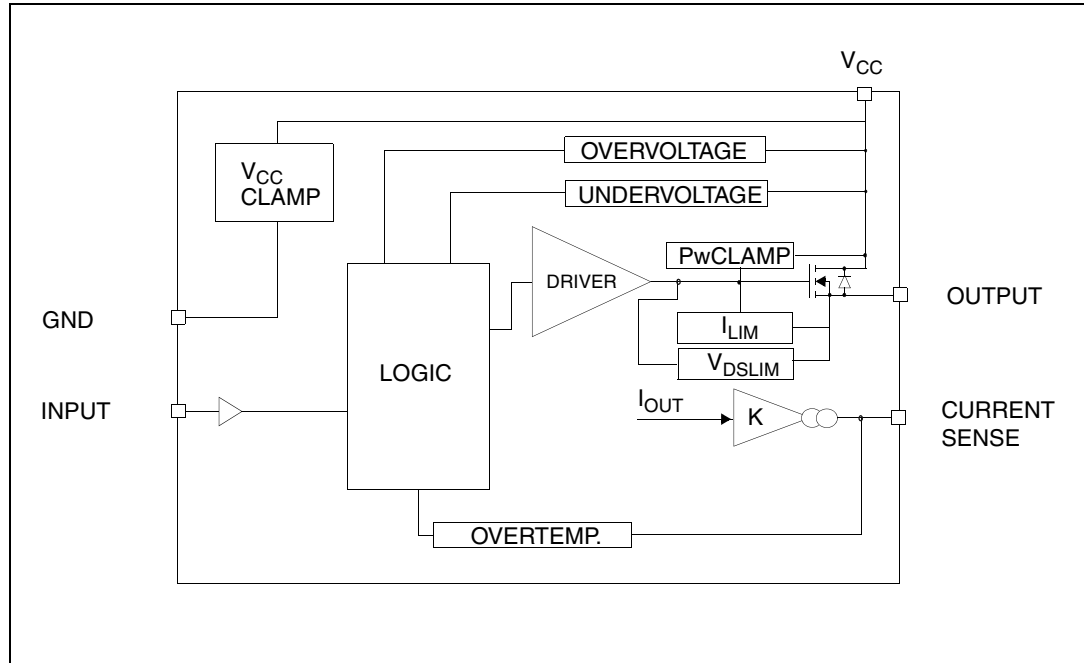 VCC
OVERVOLTAGE
VCC
CLAMP
UNDERVOLTAGE
PwCLAMP
DRIVER
OUTPUT
GND
ILIM
VDSLIM
LOGIC
IOUT
INPUT
K
CURRENT
SENSE
OVERTEMP.